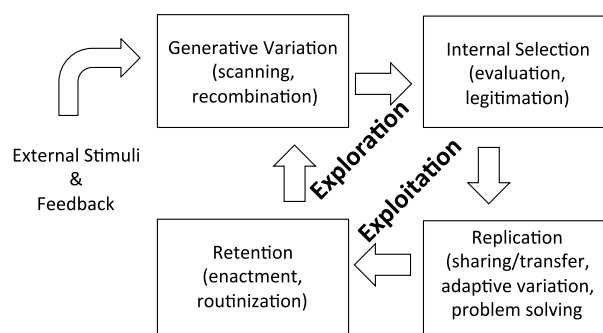 Generative Variation
(scanning,
recombination)
Internal Selection
(evaluation,
legitimation)
External Stimuli
&
Feedback
Exploration
Exploitation
Retention
(enactment,
routinization)
Replication
(sharing/transfer,
adaptive variation,
problem solving